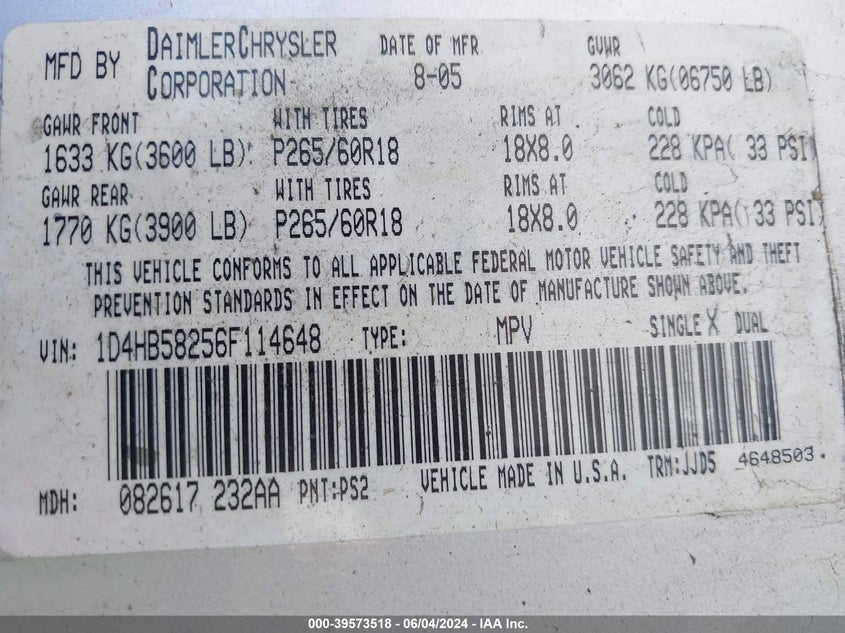 MFD BY DAIMLERCHRYSLER CORPORATION DATE OF MFR 8-05 GVWR 3062 KG(06750 LB)
GAWR FRONT WITH TIRES RIMS AT COLD
1633 KG(3600 LB) P265/60R18 18X8.0 228 KPA( 33 PSI)
GAWR REAR WITH TIRES RIMS AT COLD
1770 KG(3900 LB) P265/60R18 18X8.0 228 KPA( 33 PSI)
THIS VEHICLE CONFORMS TO ALL APPLICABLE FEDERAL MOTOR VEHICLE SAFETY AND THEFT
PREVENTION STANDARDS IN EFFECT ON THE DATE OF MANUFACTURE SHOWN ABOVE.
VIN: 1D4HB58256F114648 TYPE: MPV SINGLE X DUAL
MDH: 082617 232AA PNT:PS2 VEHICLE MADE IN U.S.A. TRM:JJD5 4648503.
000-39573518 - 06/04/2024 - IAA Inc.